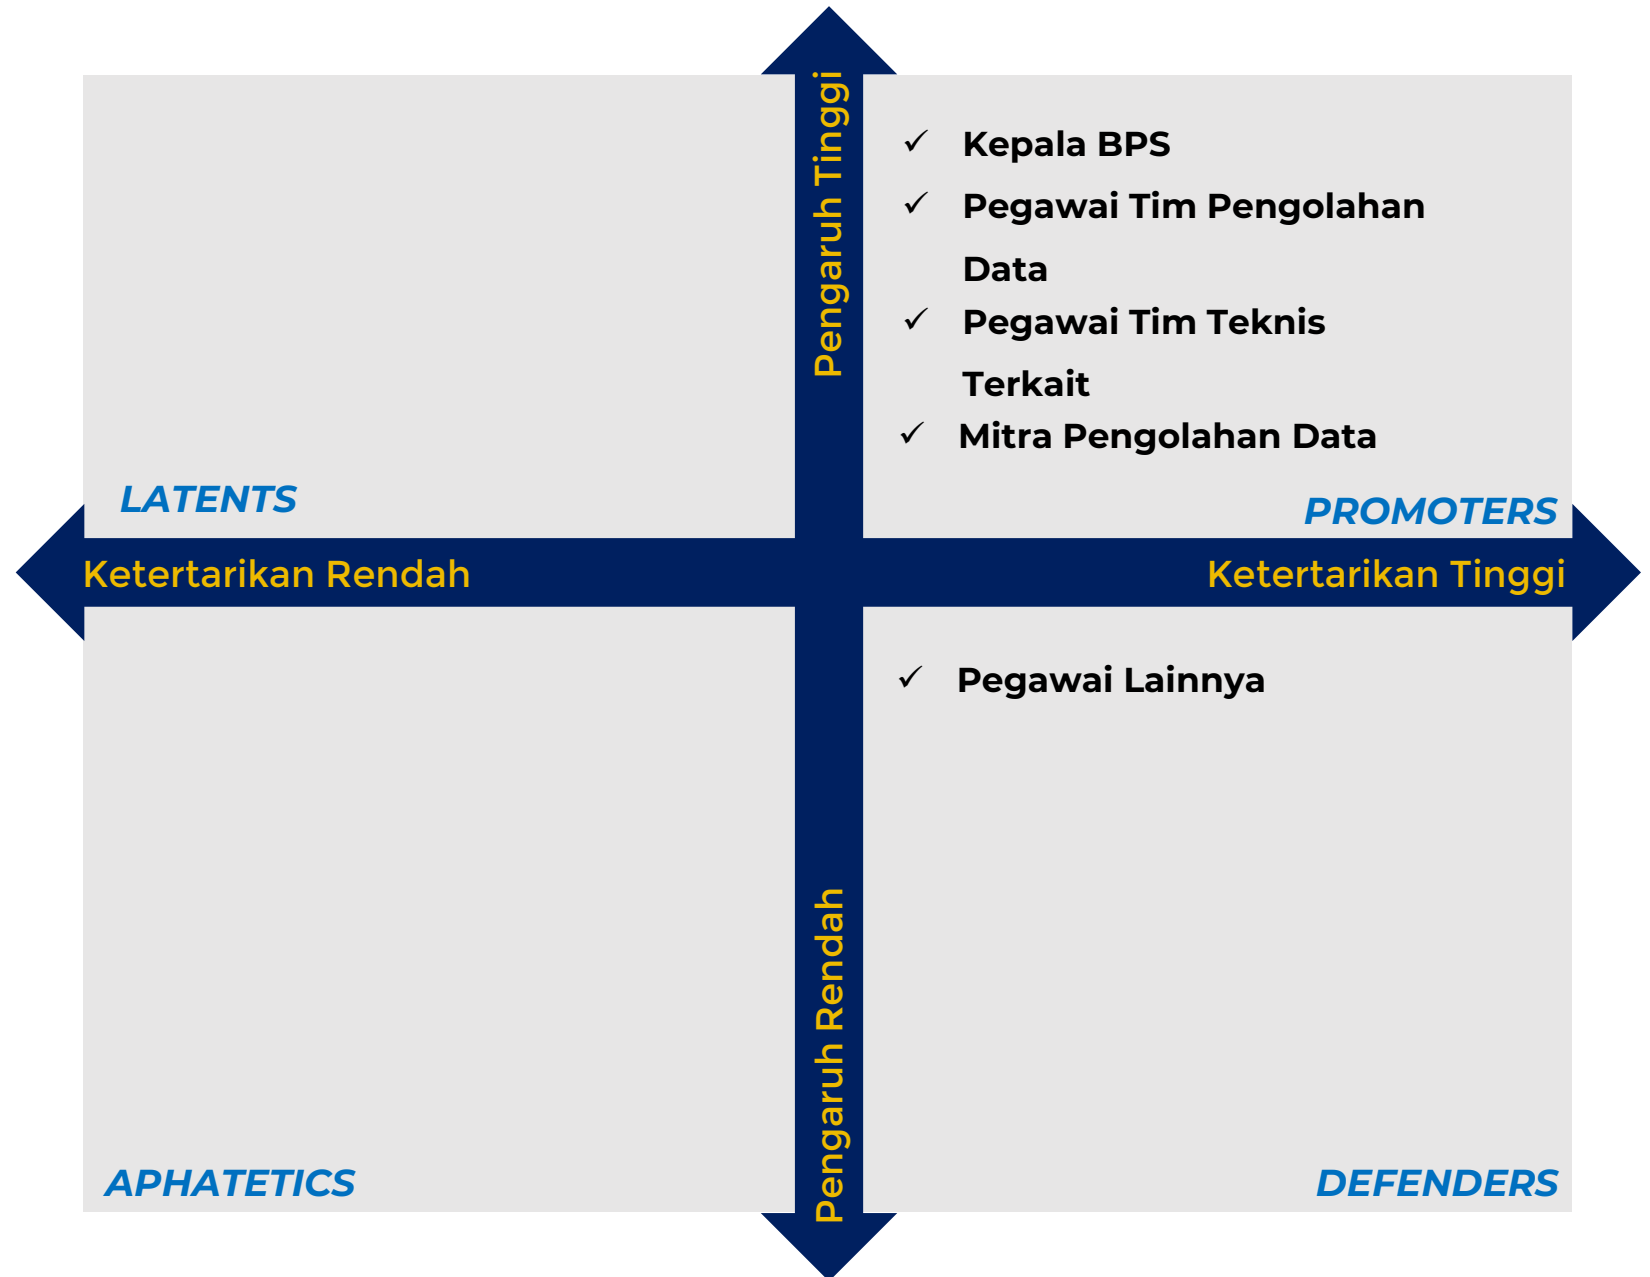 Pengaruh Tinggi
Kepala BPS
Pegawai Tim Pengolahan
Data
Pegawai Tim Teknis
Terkait
Mitra Pengolahan Data
LATENTS
PROMOTERS
Ketertarikan Rendah
Ketertarikan Tinggi
Pegawai Lainnya
Pengaruh Rendah
APHATETICS
DEFENDERS